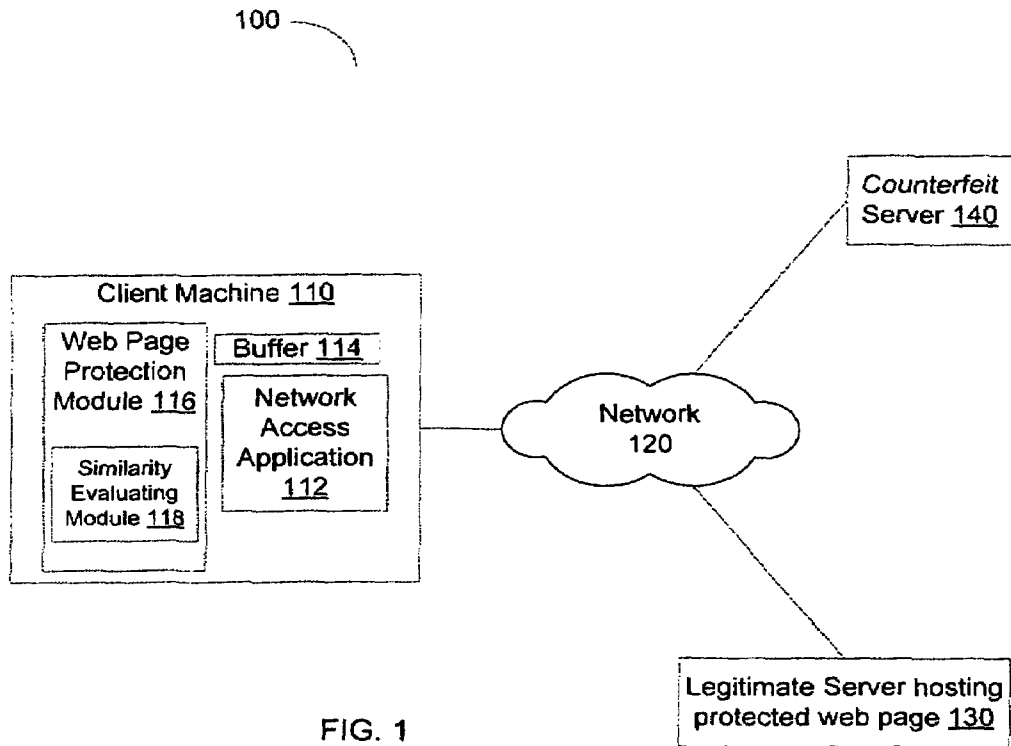 100
Counterfeit
Server 140
Client Machine 110
Web Page
Protection
Module 116
Similarity
Evaluating
Module 118
Buffer 114
Network
Access
Application
112
Network
120
Legitimate Server hosting
protected web page 130
FIG. 1